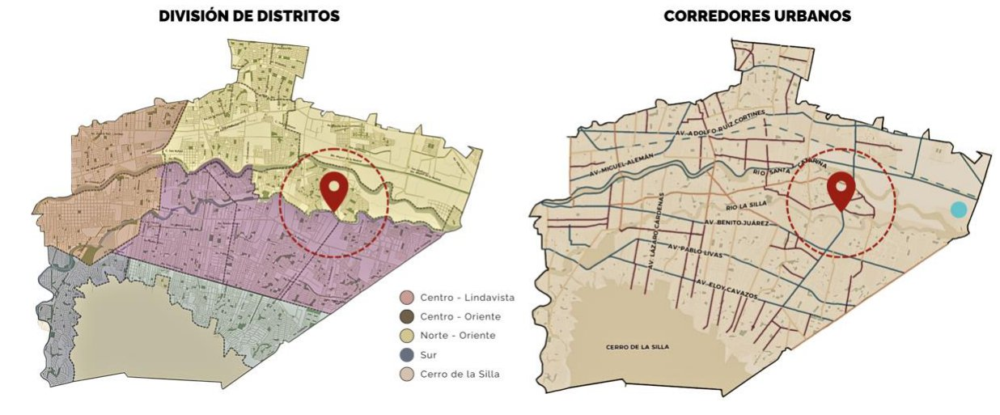 DIVISIÓN DE DISTRITOS
Centro - Lindavista
Centro - Oriente
Norte - Oriente
Sur
Cerro de la Silla
CORREDORES URBANOS
AV. ADOLFO RUIZ CORTINES
AV. MIGUEL ALEMÁN
RIO SANTA CATARINA
RIO LA SILLA
AV. LAZARO CÁRDENAS
AV. BENITO JUÁREZ
AV. PABLO LIVAS
AV. ELOY CAVAZOS
CERRO DE LA SILLA